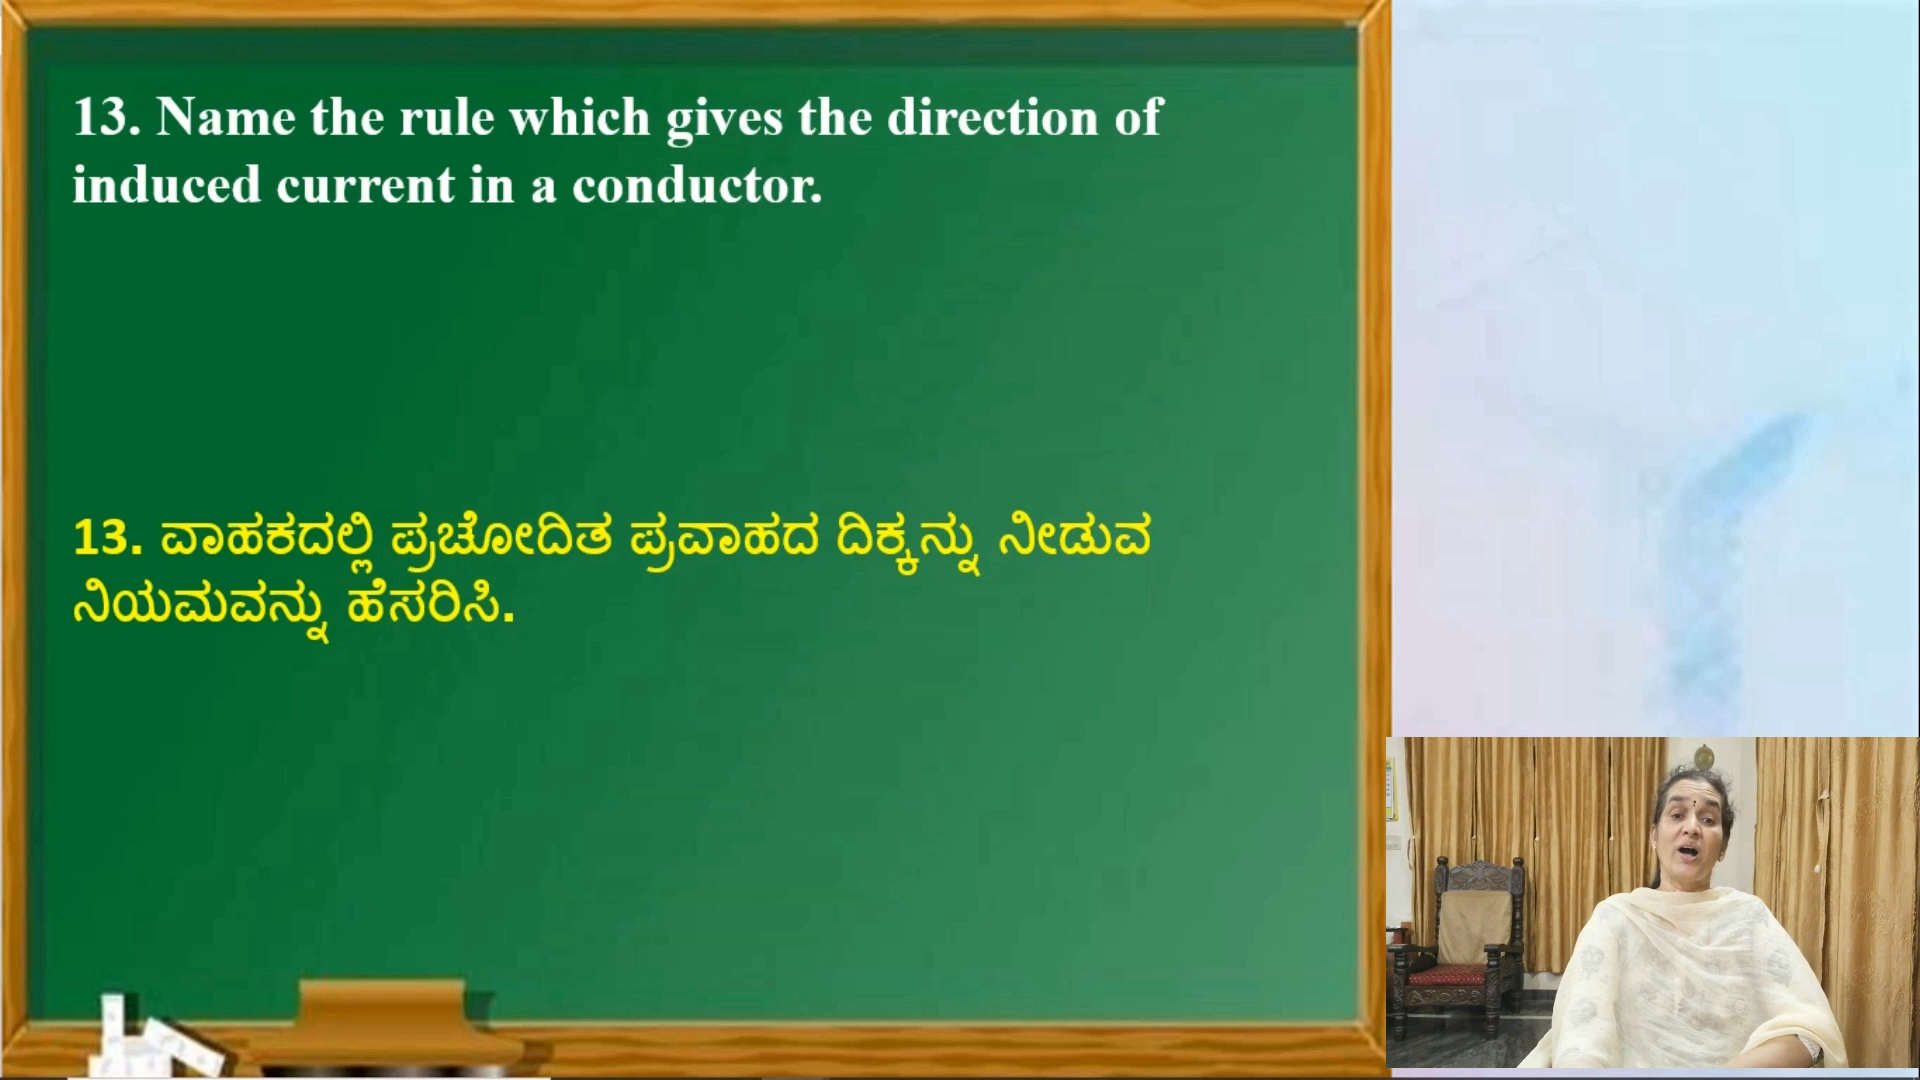 13. Name the rule which gives the direction of
induced current in a conductor.
13. ವಾಹಕದಲ್ಲಿ ಪ್ರಚೋದಿತ ಪ್ರವಾಹದ ದಿಕ್ಕನ್ನು ನೀಡುವ
ನಿಯಮವನ್ನು ಹೆಸರಿಸಿ.